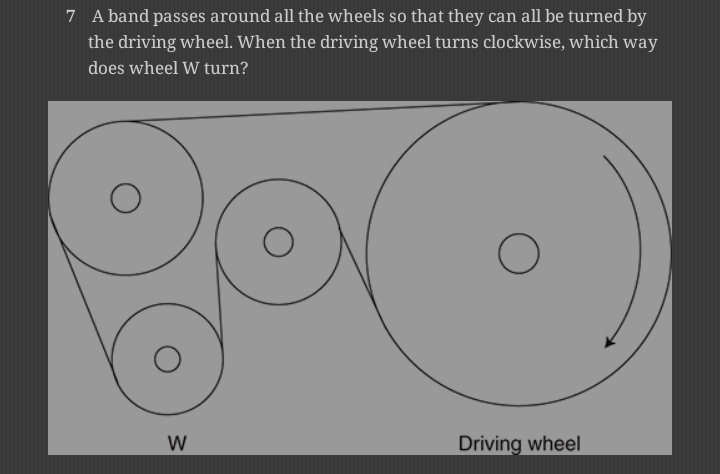 7 A band passes around all the wheels so that they can all be turned by
the driving wheel. When the driving wheel turns clockwise, which way
does wheel W turn?
W
Driving wheel